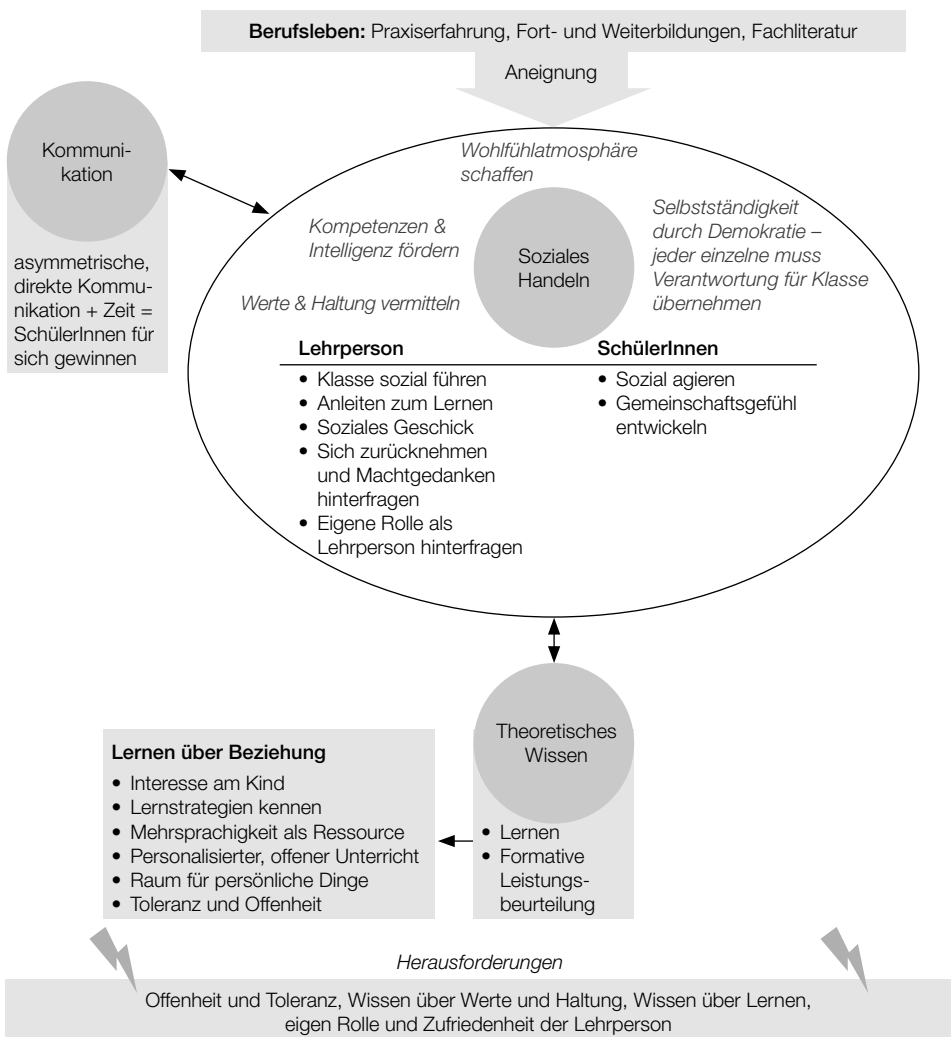 Berufsleben: Praxiserfahrung, Fort- und Weiterbildungen, Fachliteratur
Aneignung
Kommuni-
kation
asymmetrische,
direkte Kommu-
nikation + Zeit =
SchülerInnen für
sich gewinnen
Wohlfühlatmosphäre
schaffen
Kompetenzen &
Intelligenz fördern
Werte & Haltung vermitteln
Soziales
Handeln
Selbstständigkeit
durch Demokratie –
jeder einzelne muss
Verantwortung für Klasse
übernehmen
Lehrperson
• Klasse sozial führen
• Anleiten zum Lernen
• Soziales Geschick
• Sich zurücknehmen
und Machtgedanken
hinterfragen
• Eigene Rolle als
Lehrperson hinterfragen
SchülerInnen
• Sozial agieren
• Gemeinschaftsgefühl
entwickeln
Theoretisches
Wissen
• Lernen
• Formative
Leistungs-
beurteilung
Lernen über Beziehung
• Interesse am Kind
• Lernstrategien kennen
• Mehrsprachigkeit als Ressource
• Personalisierter, offener Unterricht
• Raum für persönliche Dinge
• Toleranz und Offenheit
Herausforderungen
Offenheit und Toleranz, Wissen über Werte und Haltung, Wissen über Lernen,
eigen Rolle und Zufriedenheit der Lehrperson